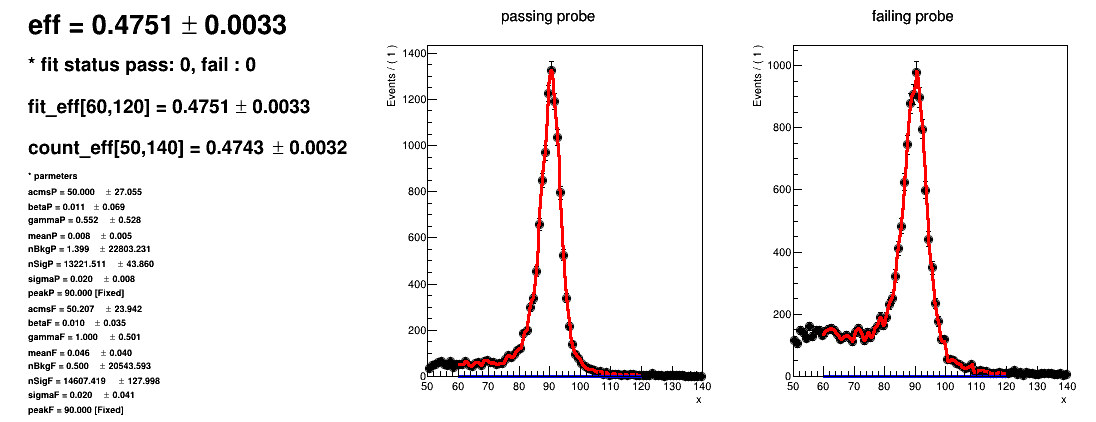 eff = 0.4751 ± 0.0033
* fit status pass: 0, fail : 0
fit_eff[60,120] = 0.4751 ± 0.0033
count_eff[50,140] = 0.4743 ± 0.0032
* parmeters
acmsP = 50.000 ± 27.055
betaP = 0.011 ± 0.069
gammaP = 0.552 ± 0.528
meanP = 0.008 ± 0.005
nBkgP = 1.399 ± 22803.231
nSigP = 13221.511 ± 43.860
sigmaP = 0.020 ± 0.008
peakP = 90.000 [Fixed]
acmsF = 50.207 ± 23.942
betaF = 0.010 ± 0.035
gammaF = 1.000 ± 0.501
meanF = 0.046 ± 0.040
nBkgF = 0.500 ± 20543.593
nSigF = 14607.419 ± 127.998
sigmaF = 0.020 ± 0.041
peakF = 90.000 [Fixed]
passing probe
Events / ( 1 )
1400
1200
1000
800
600
400
200
0
50 60 70 80 90 100 110 120 130 140
x
failing probe
Events / ( 1 )
1000
800
600
400
200
0
50 60 70 80 90 100 110 120 130 140
x